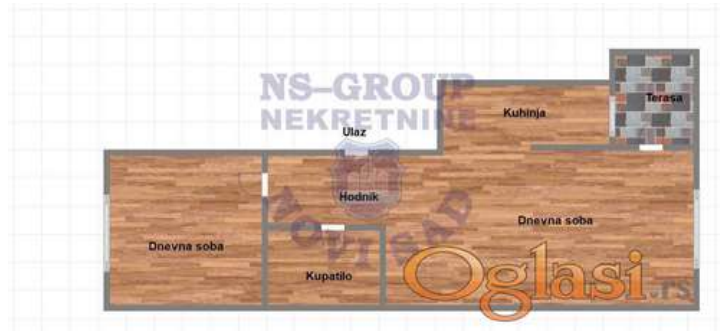 NS-GROUP
NEKRETNINE
Terasa
Kuhinja
Ulaz
Hodnik
Dnevna soba
Dnevna soba
Kupatilo
NOVI SAD
Oglasi.rs